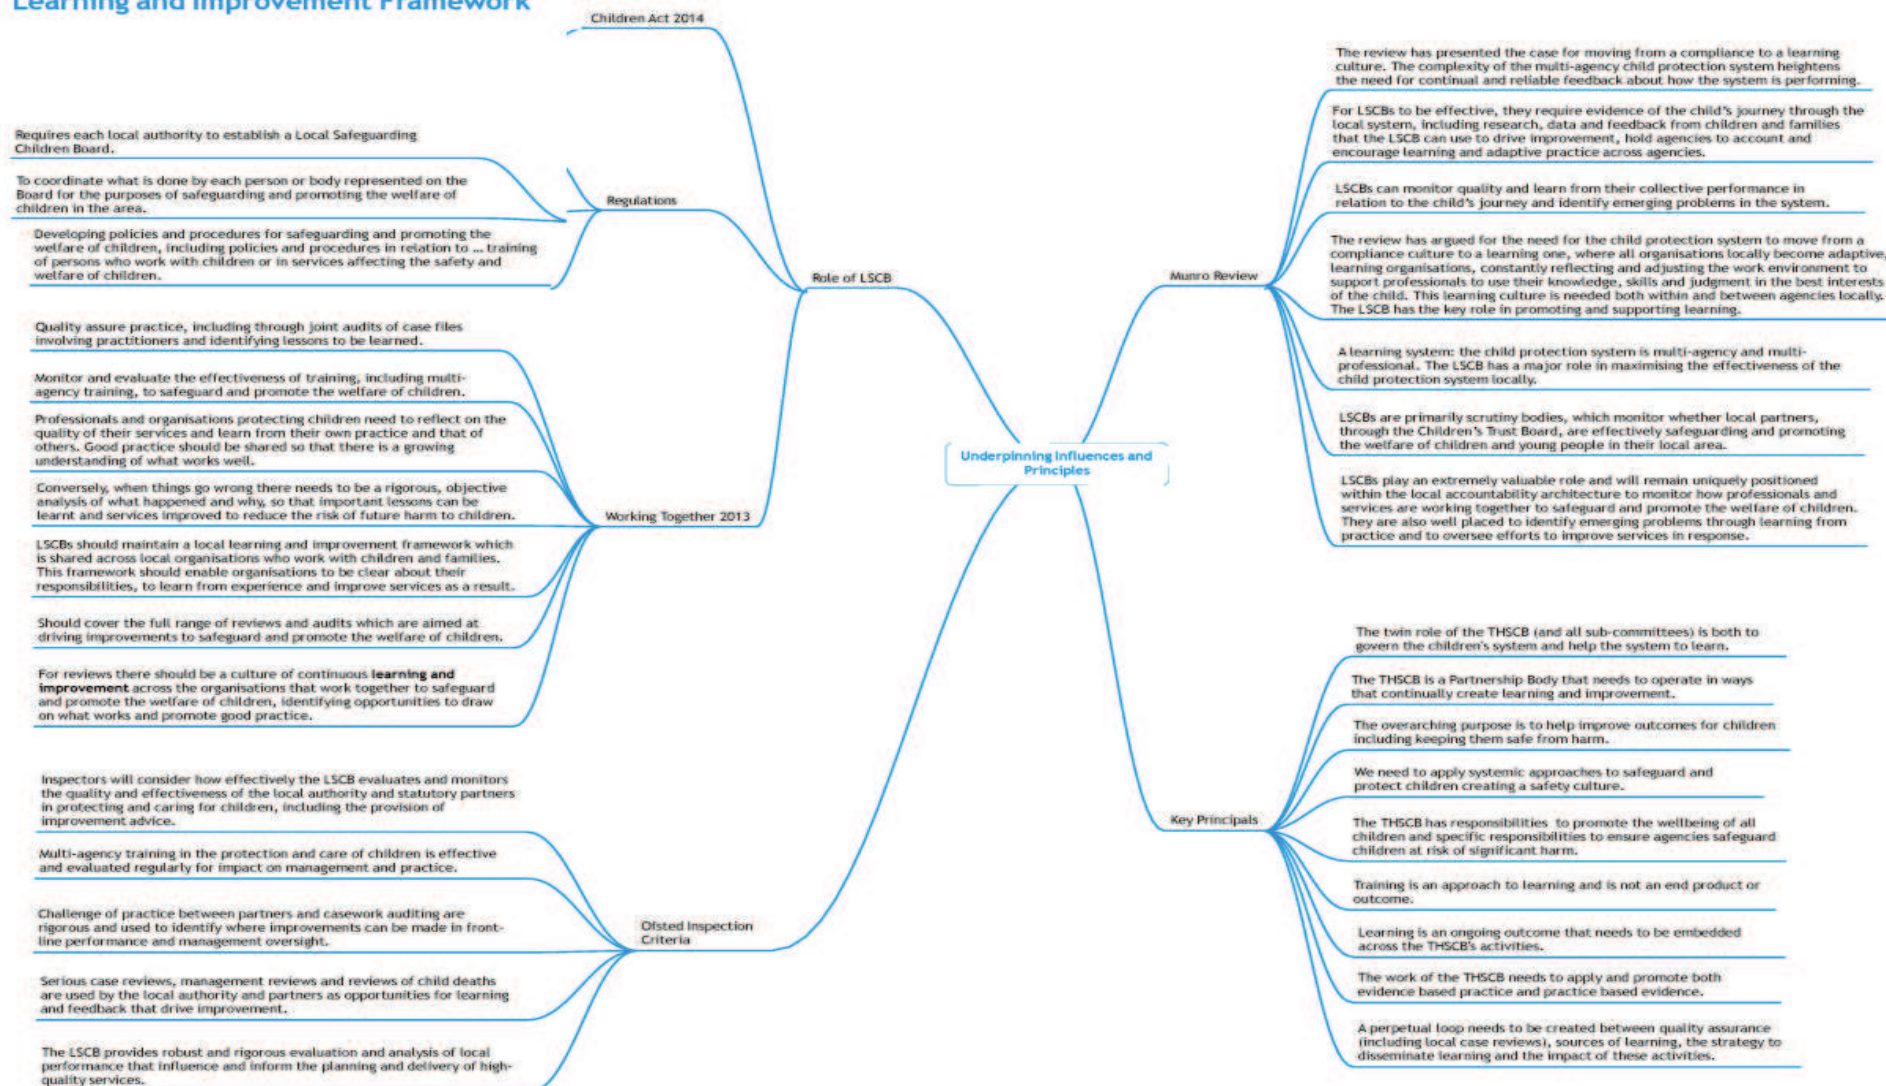 Learning and Improvement Framework
Children Act 2014
Requires each local authority to establish a Local Safeguarding
Children Board.
To coordinate what is done by each person or body represented on the
Board for the purposes of safeguarding and promoting the welfare of
children in the area.
Regulations
Developing policies and procedures for safeguarding and promoting the
welfare of children, including policies and procedures in relation to ... training
of persons who work with children or in services affecting the safety and
welfare of children.
Role of LSCB
Quality assure practice, including through joint audits of case files
involving practitioners and identifying lessons to be learned.
Monitor and evaluate the effectiveness of training, including multi-
agency training, to safeguard and promote the welfare of children.
Professionals and organisations protecting children need to reflect on the
quality of their services and learn from their own practice and that of
others. Good practice should be shared so that there is a growing
understanding of what works well.
Conversely, when things go wrong there needs to be a rigorous, objective
analysis of what happened and why, so that important lessons can be
learnt and services improved to reduce the risk of future harm to children.
Working Together 2013
LSCBs should maintain a local learning and improvement framework which
is shared across local organisations who work with children and families.
This framework should enable organisations to be clear about their
responsibilities, to learn from experience and improve services as a result.
Should cover the full range of reviews and audits which are aimed at
driving improvements to safeguard and promote the welfare of children.
For reviews there should be a culture of continuous learning and
improvement across the organisations that work together to safeguard
and promote the welfare of children, identifying opportunities to draw
on what works and promote good practice.
Inspectors will consider how effectively the LSCB evaluates and monitors
the quality and effectiveness of the local authority and statutory partners
in protecting and caring for children, including the provision of
improvement advice.
Multi-agency training in the protection and care of children is effective
and evaluated regularly for impact on management and practice.
Challenge of practice between partners and casework auditing are
rigorous and used to identify where improvements can be made in front-
line performance and management oversight.
Ofsted Inspection
Criteria
Serious case reviews, management reviews and reviews of child deaths
are used by the local authority and partners as opportunities for learning
and feedback that drive improvement.
The LSCB provides robust and rigorous evaluation and analysis of local
performance that influence and inform the planning and delivery of high-
quality services.
Underpinning Influences and
Principles
The review has presented the case for moving from a compliance to a learning
culture. The complexity of the multi-agency child protection system heightens
the need for continual and reliable feedback about how the system is performing.
For LSCBs to be effective, they require evidence of the child's journey through the
local system, including research, data and feedback from children and families
that the LSCB can use to drive improvement, hold agencies to account and
encourage learning and adaptive practice across agencies.
LSCBs can monitor quality and learn from their collective performance in
relation to the child's journey and identify emerging problems in the system.
The review has argued for the need for the child protection system to move from a
compliance culture to a learning one, where all organisations locally become adaptive,
learning organisations, constantly reflecting and adjusting the work environment to
support professionals to use their knowledge, skills and judgment in the best interests
of the child. This learning culture is needed both within and between agencies locally.
The LSCB has the key role in promoting and supporting learning.
Munro Review
A learning system: the child protection system is multi-agency and multi-
professional. The LSCB has a major role in maximising the effectiveness of the
child protection system locally.
LSCBs are primarily scrutiny bodies, which monitor whether local partners,
through the Children's Trust Board, are effectively safeguarding and promoting
the welfare of children and young people in their local area.
LSCBs play an extremely valuable role and will remain uniquely positioned
within the local accountability architecture to monitor how professionals and
services are working together to safeguard and promote the welfare of children.
They are also well placed to identify emerging problems through learning from
practice and to oversee efforts to improve services in response.
The twin role of the THSCB (and all sub-committees) is both to
govern the children's system and help the system to learn.
The THSCB is a Partnership Body that needs to operate in ways
that continually create learning and improvement.
The overarching purpose is to help improve outcomes for children
including keeping them safe from harm.
We need to apply systemic approaches to safeguard and
protect children creating a safety culture.
Key Principals
The THSCB has responsibilities to promote the wellbeing of all
children and specific responsibilities to ensure agencies safeguard
children at risk of significant harm.
Training is an approach to learning and is not an end product or
outcome.
Learning is an ongoing outcome that needs to be embedded
across the THSCB's activities.
The work of the THSCB needs to apply and promote both
evidence based practice and practice based evidence.
A perpetual loop needs to be created between quality assurance
(including local case reviews), sources of learning, the strategy to
disseminate learning and the impact of these activities.